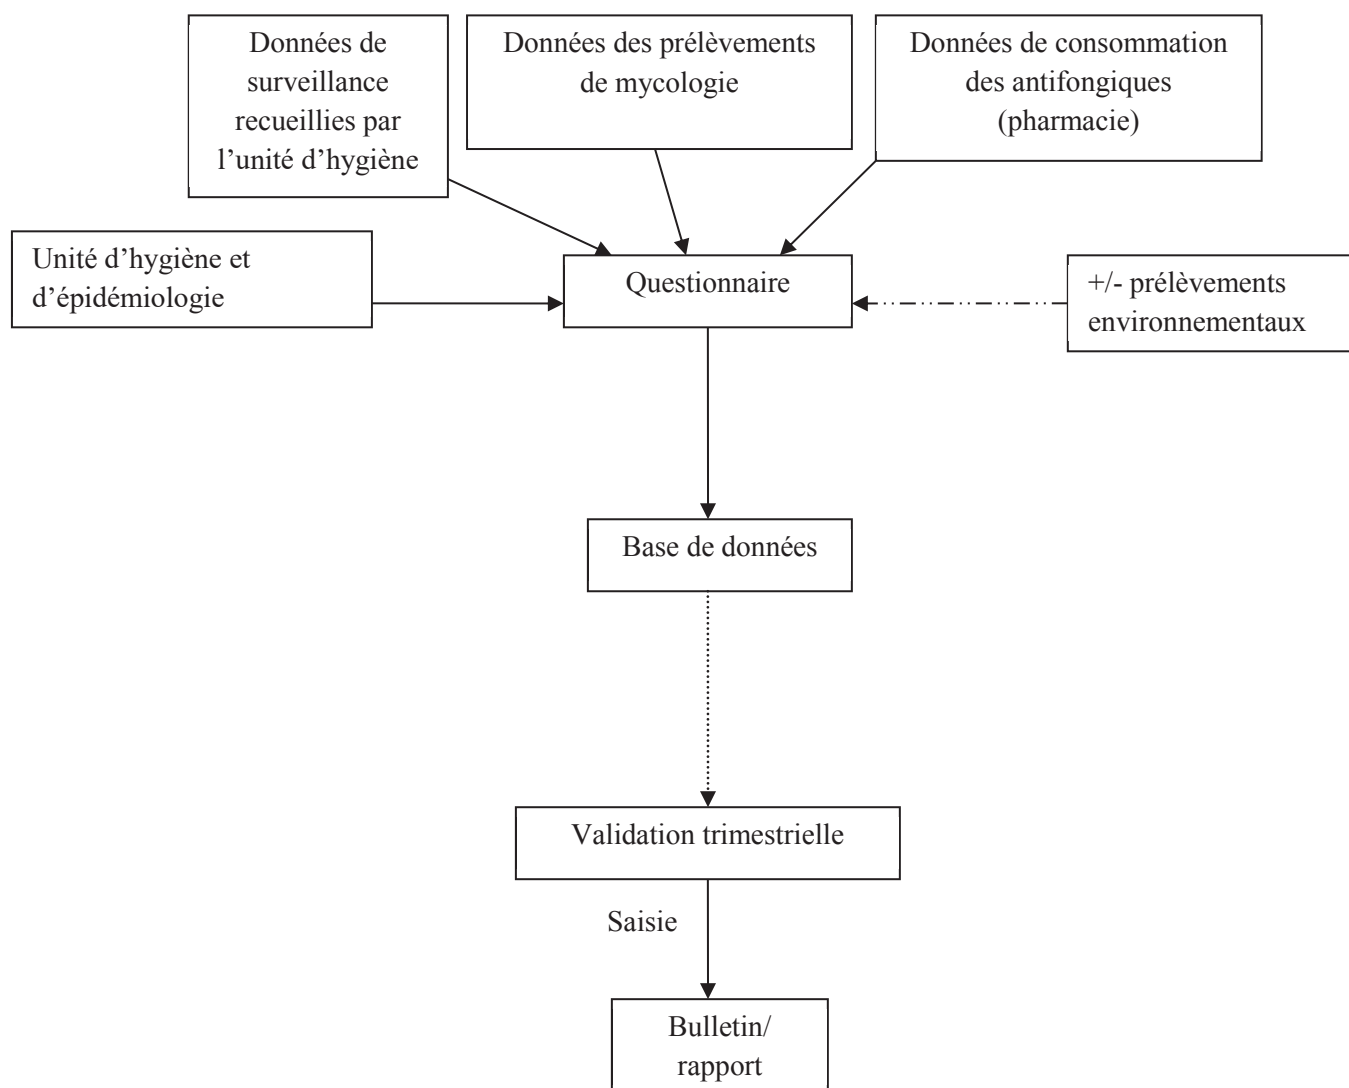 Données de
surveillance
recueillies par
l’unité d’hygiène
Données des prélèvements
de mycologie
Données de consommation
des antifongiques
(pharmacie)
Unité d’hygiène et
d’épidémiologie
Questionnaire
+/- prélèvements
environnementaux
Base de données
Validation trimestrielle
Saisie
Bulletin/
rapport